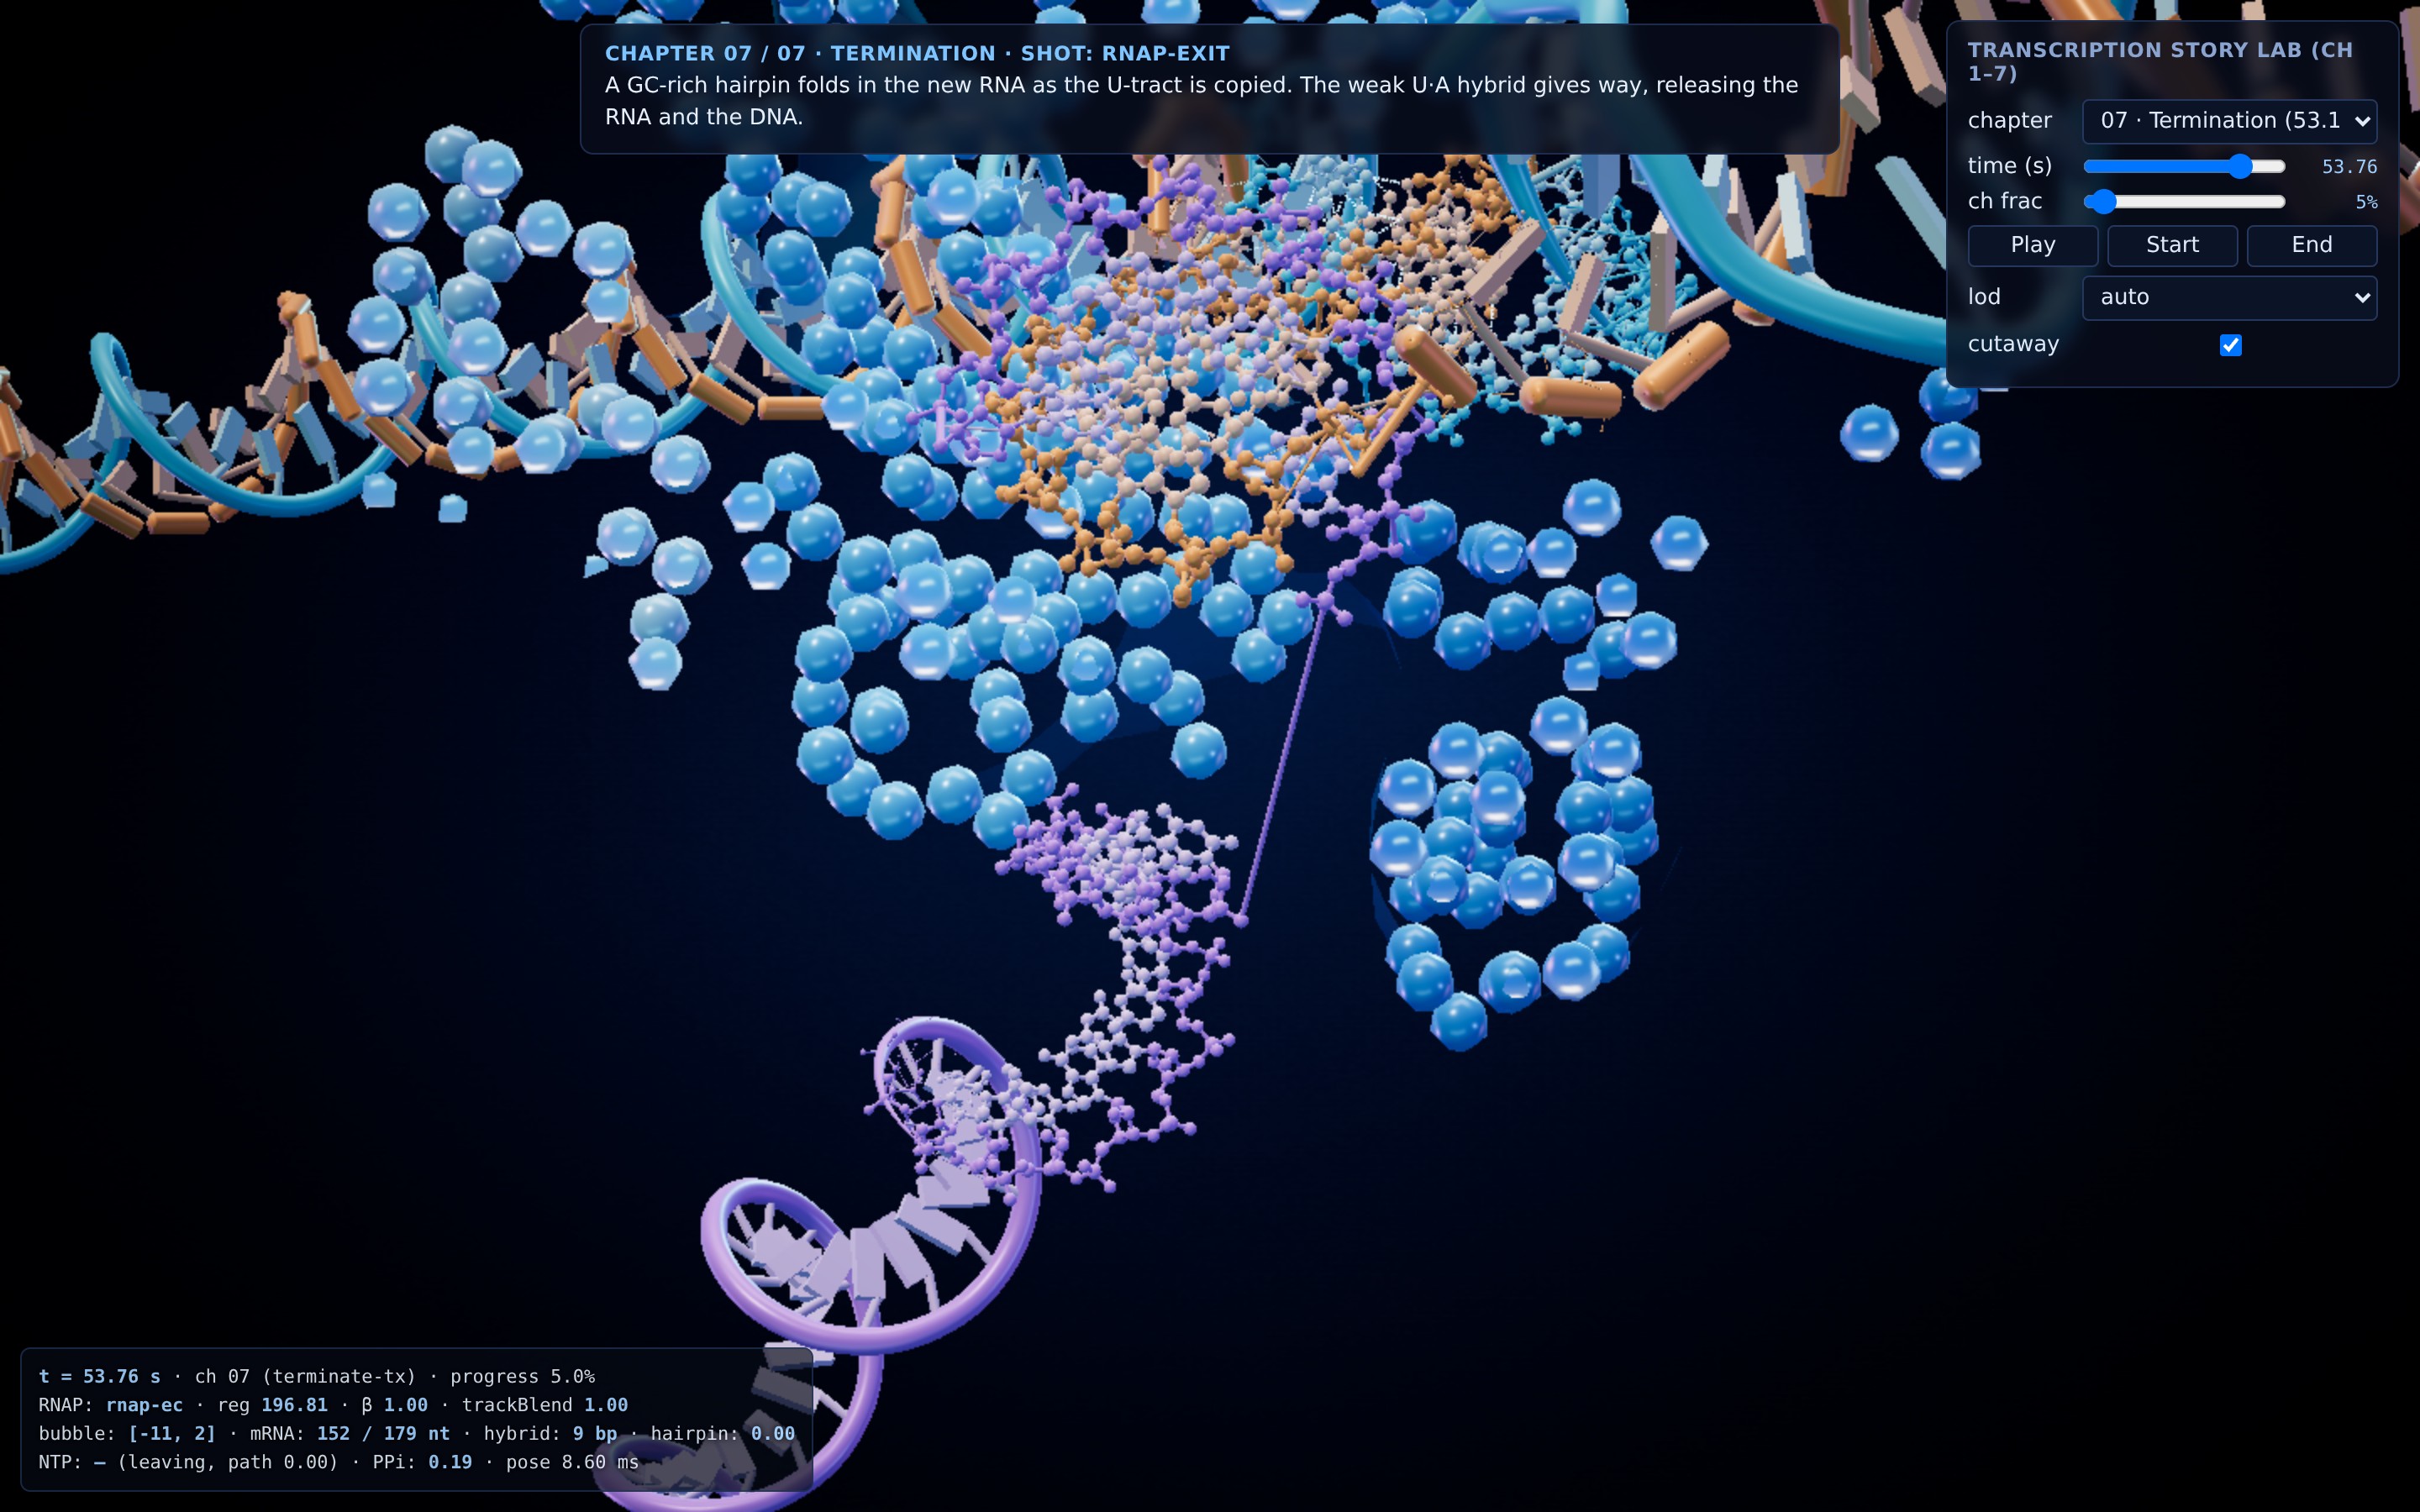 CHAPTER 07 / 07 · TERMINATION · SHOT: RNAP-EXIT
A GC-rich hairpin folds in the new RNA as the U-tract is copied. The weak U·A hybrid gives way, releasing the
RNA and the DNA.
TRANSCRIPTION STORY LAB (CH
1–7)
chapter 07 · Termination (53.1
time (s) 53.76
ch frac 5%
Play Start End
lod auto
cutaway
t = 53.76 s · ch 07 (terminate-tx) · progress 5.0%
RNAP: rnap-ec · reg 196.81 · β 1.00 · trackBlend 1.00
bubble: [-11, 2] · mRNA: 152 / 179 nt · hybrid: 9 bp · hairpin: 0.00
NTP: — (leaving, path 0.00) · PPi: 0.19 · pose 8.60 ms